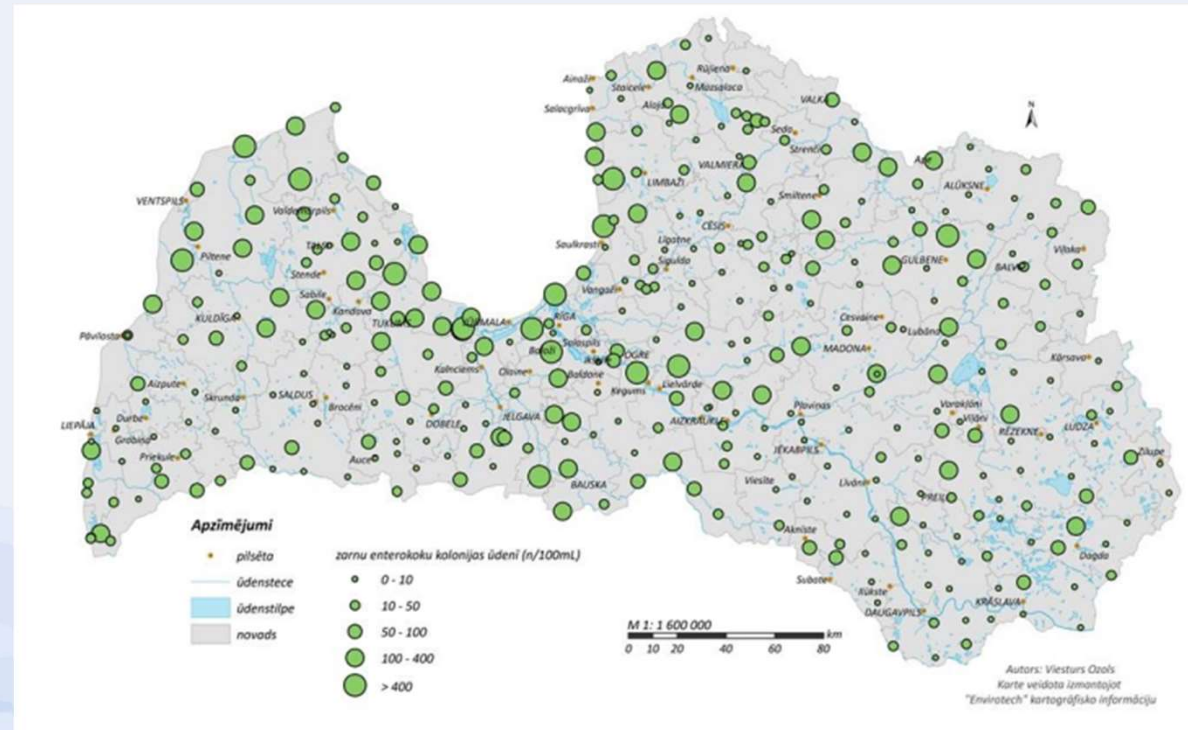 Ainaži
Staicele
Rūjiena
Mazsalaca
Salacgrīva
Aloja
VALKA
Seda
Strenči
VALMIERA
LIMBAŽI
Smiltene
Ape
ALŪKSNE
VENTSPILS
Valdemārpils
CĒSIS
Saulkrasti
Līgatne
Sigulda
Piltene
Stende
GULBENE
BALVI
Viļaka
Sabile
Kandava
Vangaži
KULDĪGA
TUKUMS
JŪRMALA
RĪGA
Cesvaine
Pāvilosta
Salaspils
Lubāna
MADONA
Baloži
OGRE
Kārsava
Kalnciems
Olaine
Baldone
Ķegums
Lielvārde
Aizpute
Skrunda
SALDUS
Brocēni
Pļaviņas
Varakļāni
LIEPĀJA
Durbe
Grobiņa
DOBELE
JELGAVA
AIZKRAUKLE
Viļāni
RĒZEKNE
LUDZA
Priekule
Auce
JĒKABPILS
Zilupe
BAUSKA
Viesīte
Līvāni
PREIĻI
Akniste
Dagda
Subate
Ilūkste
KRĀSLAVA
DAUGAVPILS
N
Apzīmējumi
pilsēta
ūdenstece
ūdenstilpe
novads
zarnu enterokoku kolonijas ūdenī (n/100mL)
0 - 10
10 - 50
50 - 100
100 - 400
> 400
M 1: 1 600 000
km
0 10 20 40 60 80
Autors: Viesturs Ozols
Karte veidota izmantojot
"Envirotech" kartogrāfisko informāciju